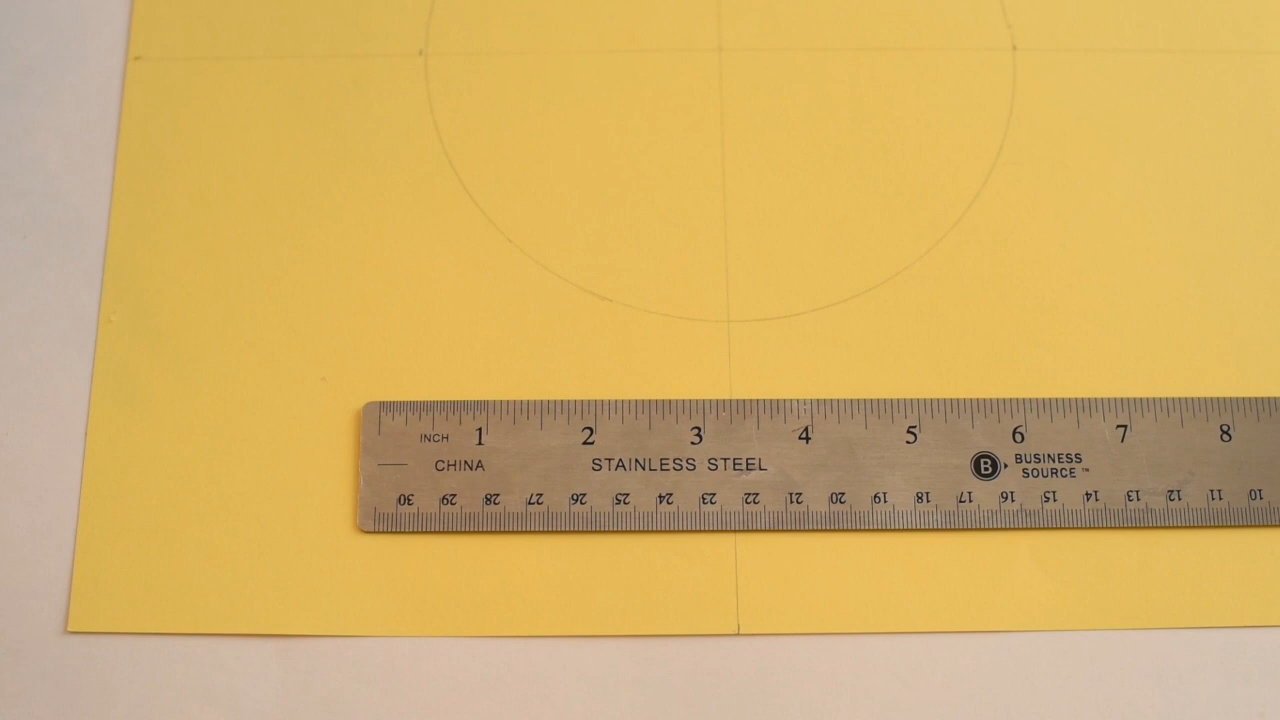 INCH 1 2 3 4 5 6 7 8
CHINA STAINLESS STEEL B BUSINESS SOURCE™
30 29 28 27 26 25 24 23 22 21 20 19 18 17 16 15 14 13 12 11 10